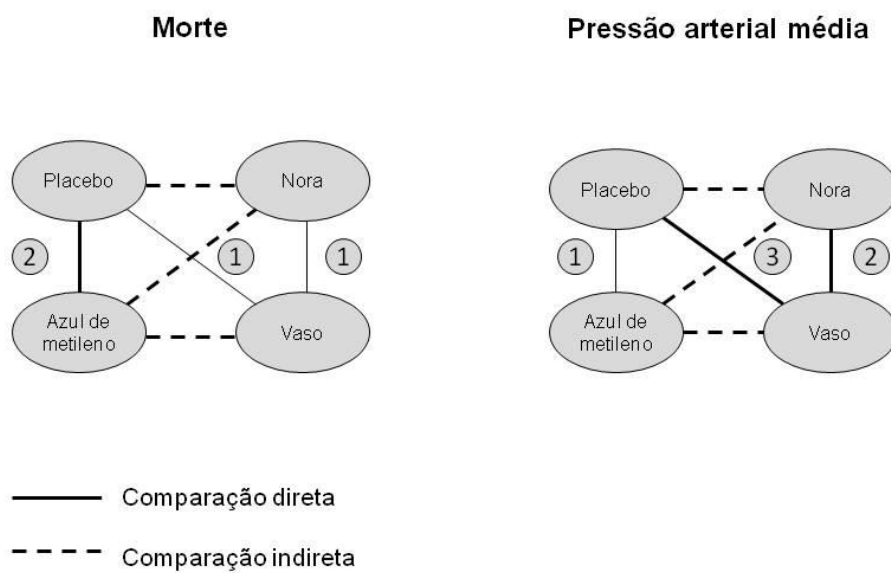 Morte
Placebo
Nora
2
1
1
Azul de
metileno
Vaso
Pressão arterial média
Placebo
Nora
1
3
2
Azul de
metileno
Vaso
Comparação direta
Comparação indireta